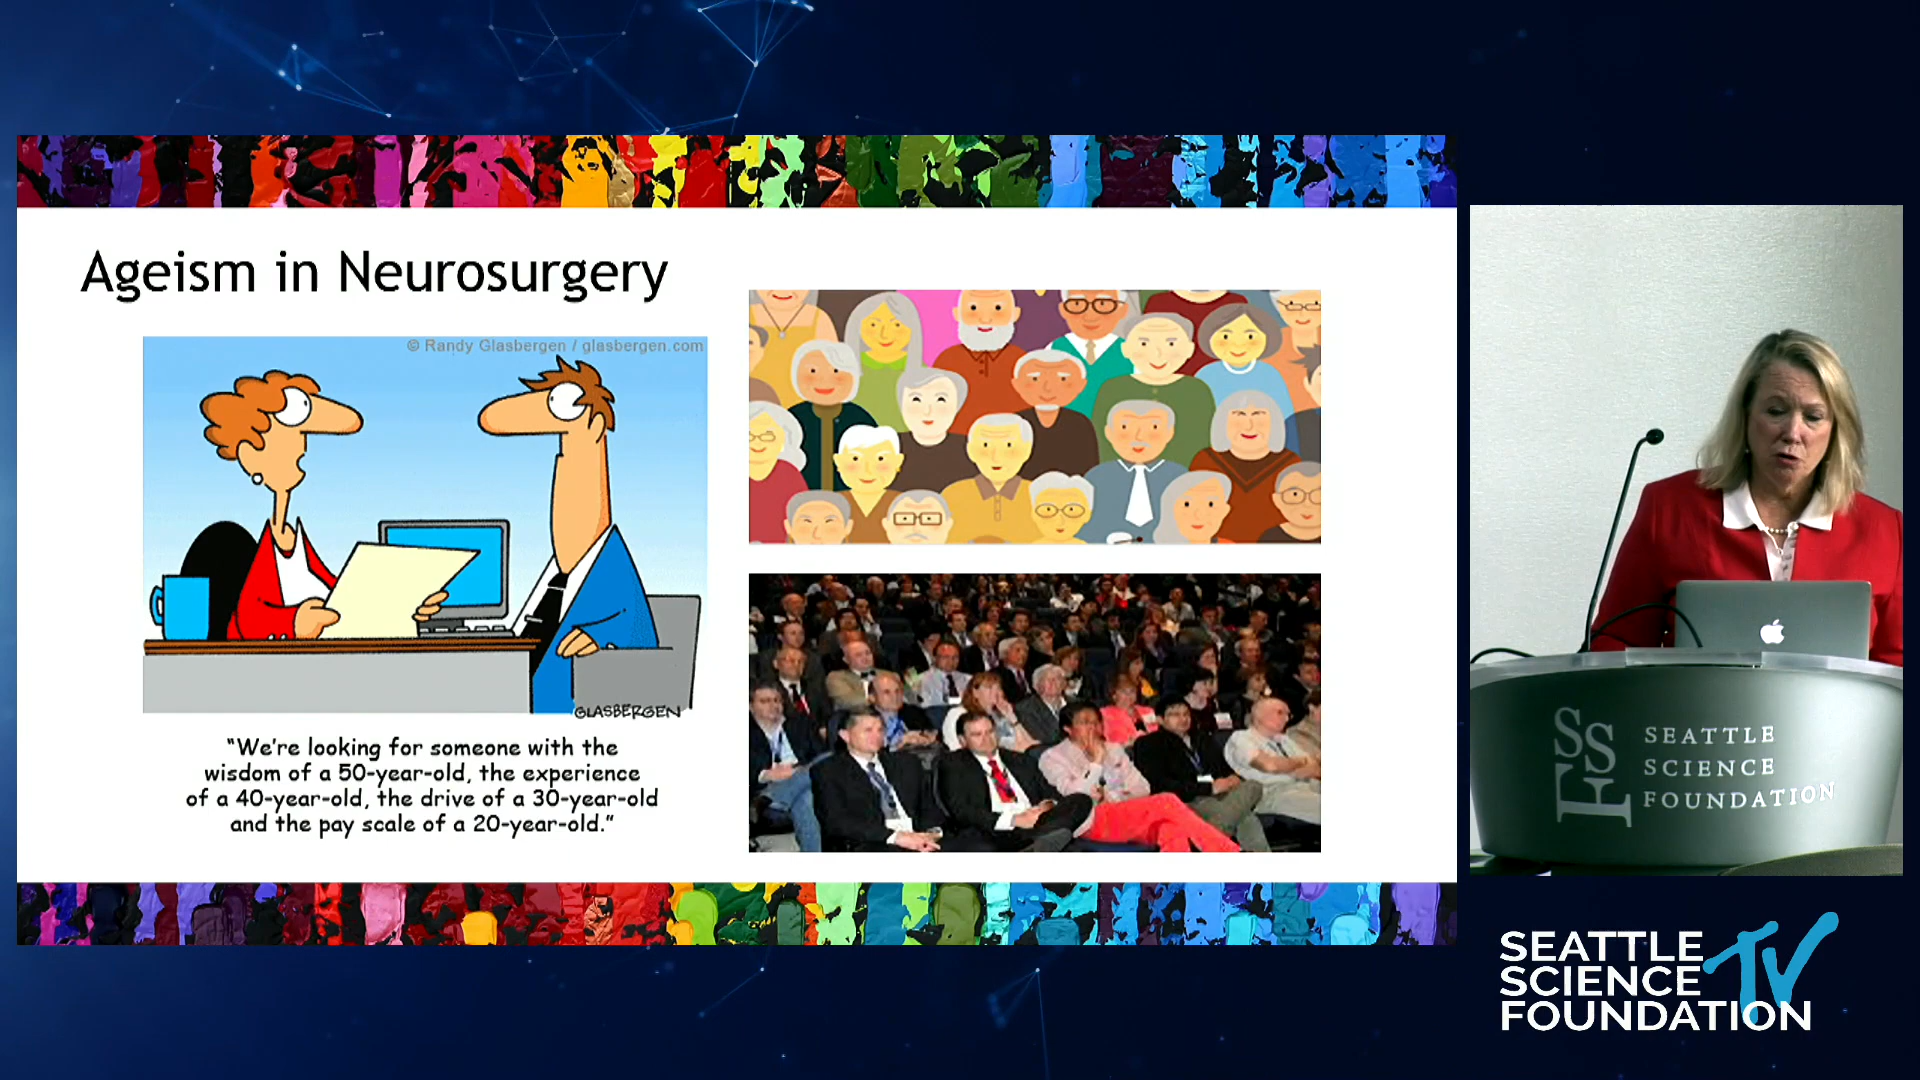 Ageism in Neurosurgery
© Randy Glasbergen / glasbergen.com
GLASBERGEN
"We're looking for someone with the
wisdom of a 50-year-old, the experience
of a 40-year-old, the drive of a 30-year-old
and the pay scale of a 20-year-old."
SSF
SEATTLE
SCIENCE
FOUNDATION
SEATTLE
SCIENCE
FOUNDATION
TV